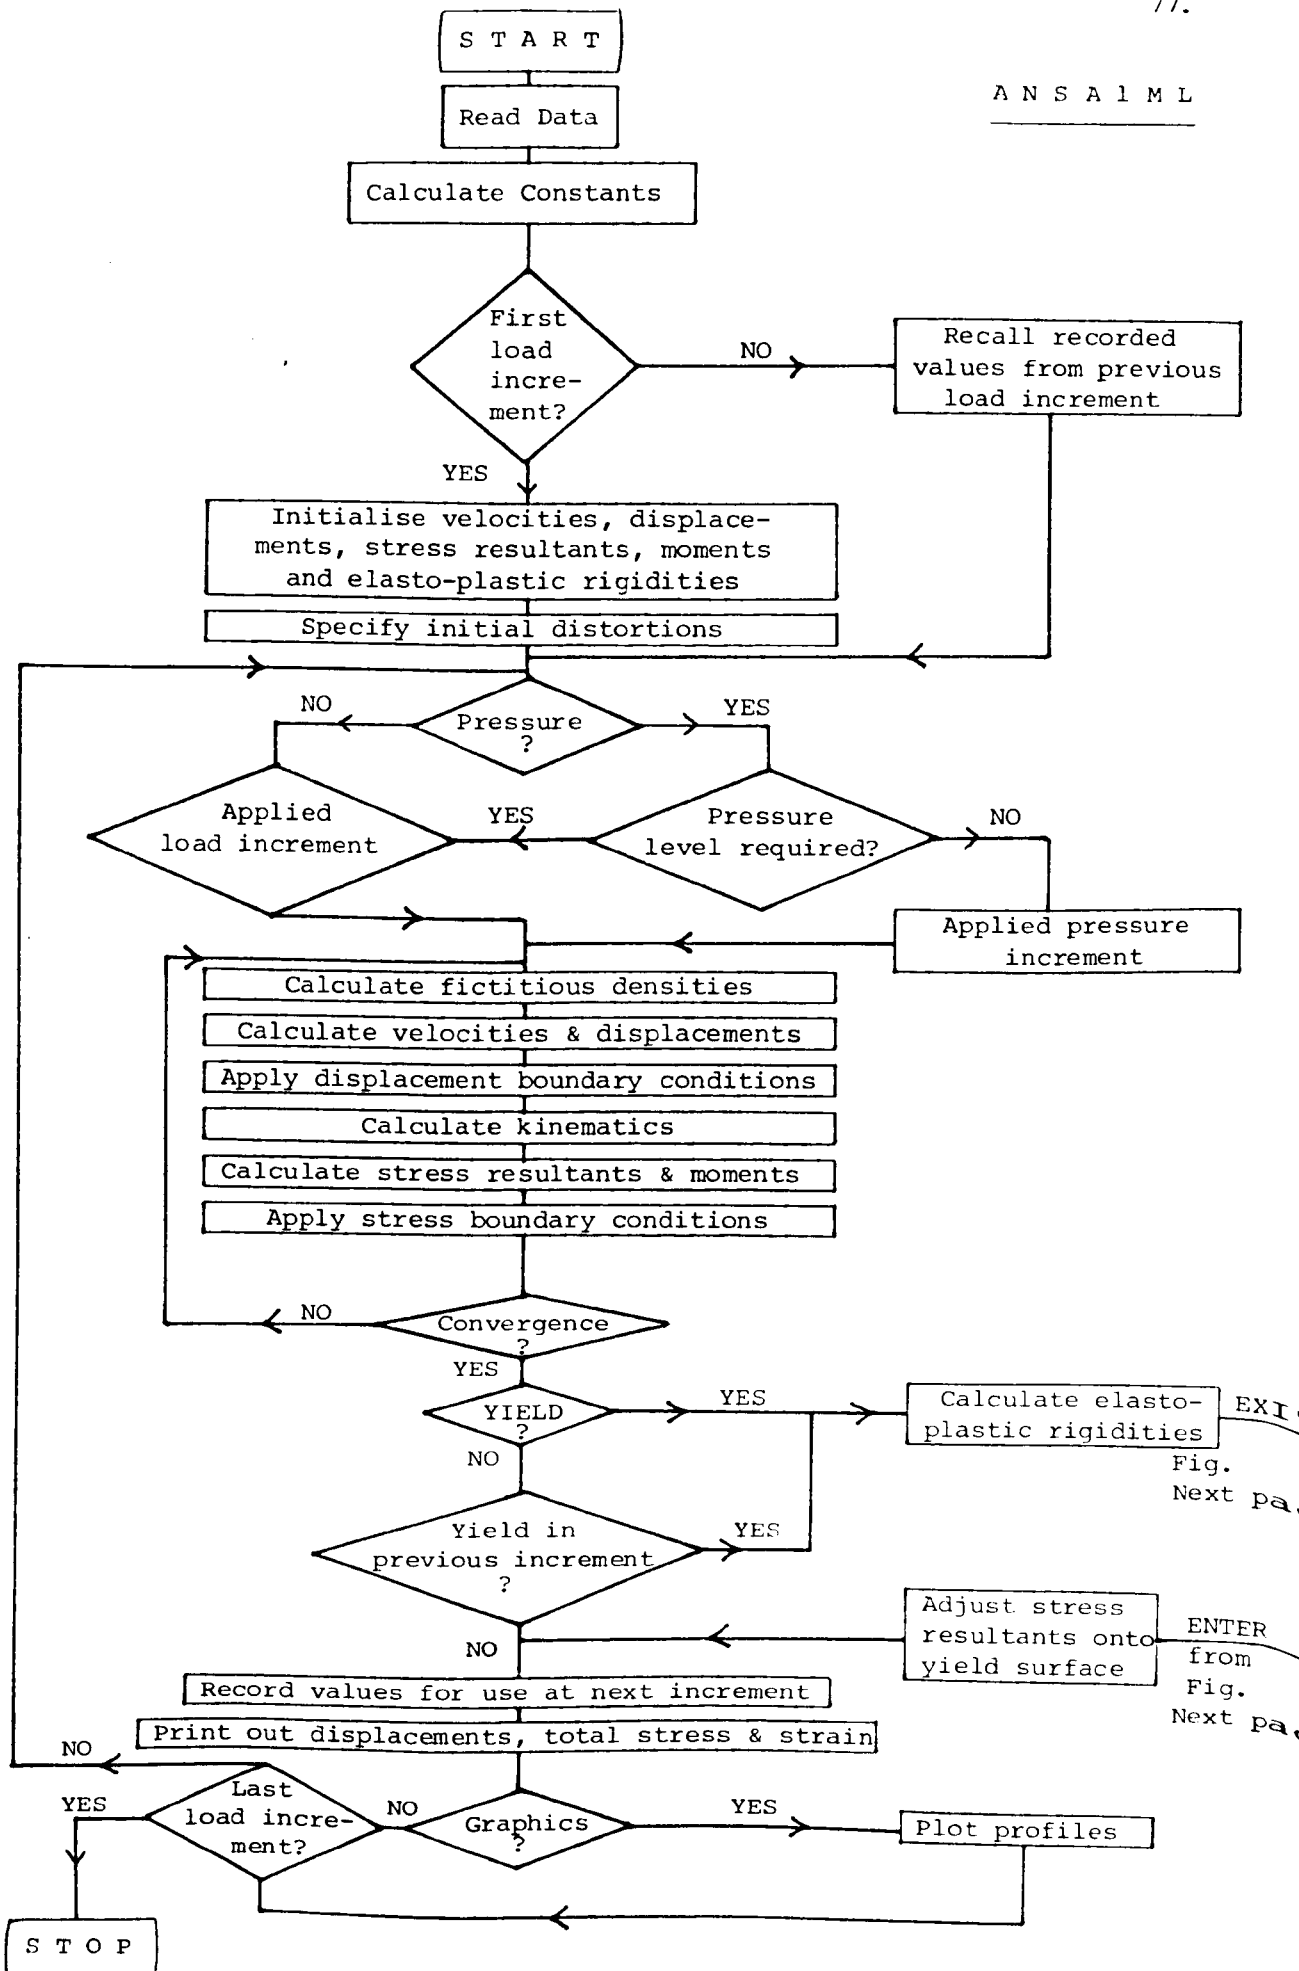 77.
S T A R T
A N S A 1 M L
Read Data
Calculate Constants
First
load
incre-
ment?
NO
Recall recorded
values from previous
load increment
YES
Initialise velocities, displace-
ments, stress resultants, moments
and elasto-plastic rigidities
Specify initial distortions
NO
Pressure
?
YES
Applied
load increment
YES
Pressure
level required?
NO
Applied pressure
increment
Calculate fictitious densities
Calculate velocities & displacements
Apply displacement boundary conditions
Calculate kinematics
Calculate stress resultants & moments
Apply stress boundary conditions
NO
Convergence
?
YES
YIELD
?
YES
Calculate elasto-
plastic rigidities
Fig.
Next
NO
Yield in
previous increment
?
YES
Adjust stress
resultants onto
yield surface
ENTER
from
Fig.
Next
NO
Record values for use at next increment
Print out displacements, total stress & strain
NO
Last
load incre-
ment?
YES
NO
Graphics
?
YES
Plot profiles
S T O P